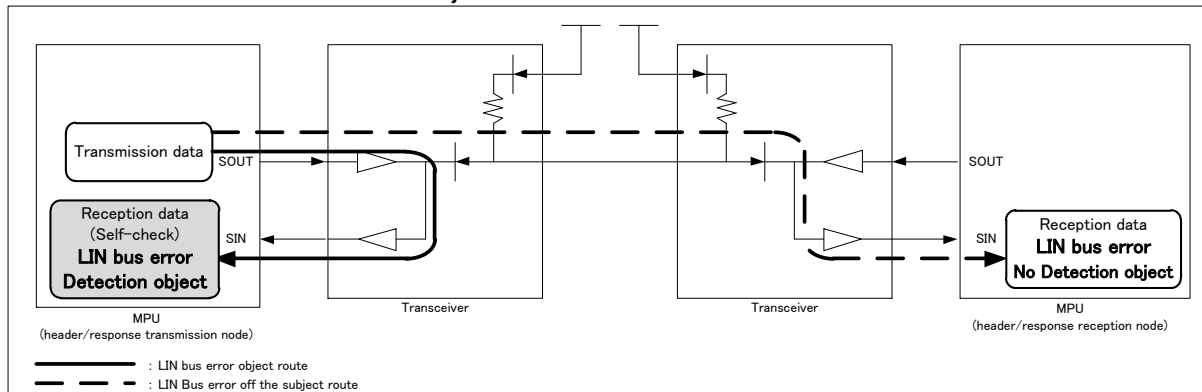 Transmission data
SOUT
Reception data
(Self-check)
LIN bus error
Detection object
SIN
MPU
(header/response transmission node)
Transceiver
Transceiver
SOUT
SIN
Reception data
LIN bus error
No Detection object
MPU
(header/response reception node)
: LIN bus error object route
: LIN Bus error off the subject route